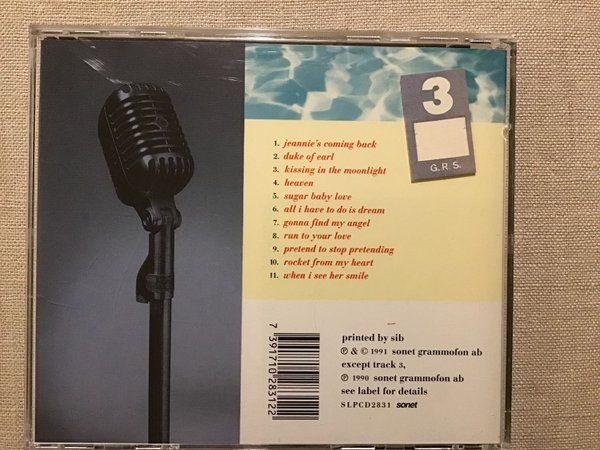 3
G.R.S.
1. jeannie's coming back
2. duke of earl
3. kissing in the moonlight
4. heaven
5. sugar baby love
6. all i have to do is dream
7. gonna find my angel
8. run to your love
9. pretend to stop pretending
10. rocket from my heart
11. when i see her smile
7 391710 283122
printed by sib
℗ & © 1991 sonet grammofon ab
except track 3,
℗ 1990 sonet grammofon ab
see label for details
SLPCD2831 sonet